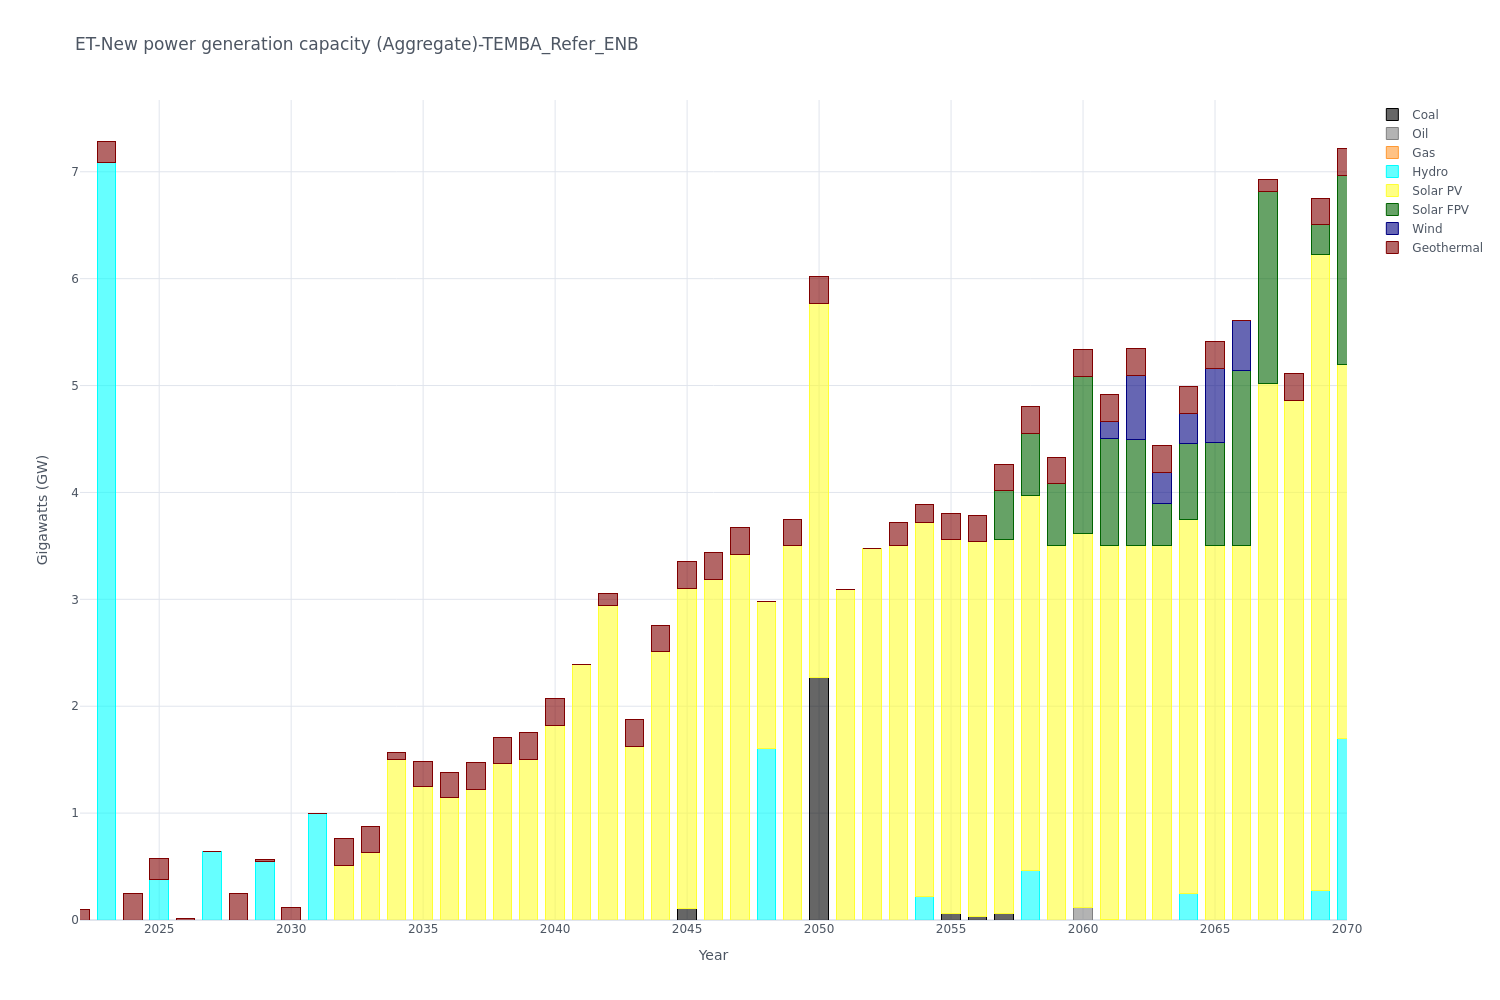 ET-New power generation capacity (Aggregate)-TEMBA_Refer_ENB
Coal
Oil
Gas
Hydro
Solar PV
Solar FPV
Wind
Geothermal
7
6
5
4
3
2
1
0
Gigawatts (GW)
2025 2030 2035 2040 2045 2050 2055 2060 2065 2070
Year